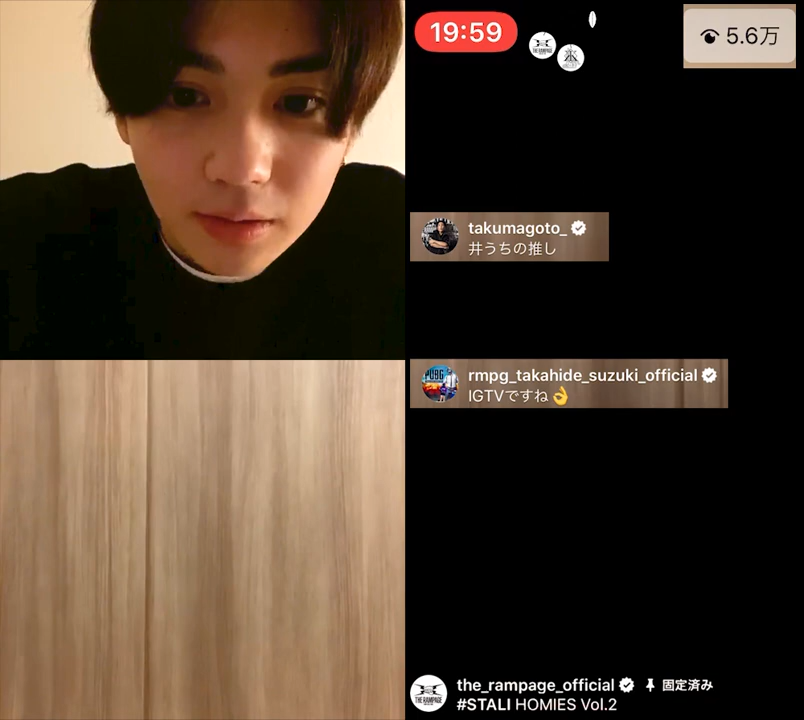 19:59
5.6万
takumagoto_
井うちの推し
rmpg_takahide_suzuki_official
IGTVですね👌
the_rampage_official 固定済み
#STALI HOMIES Vol.2